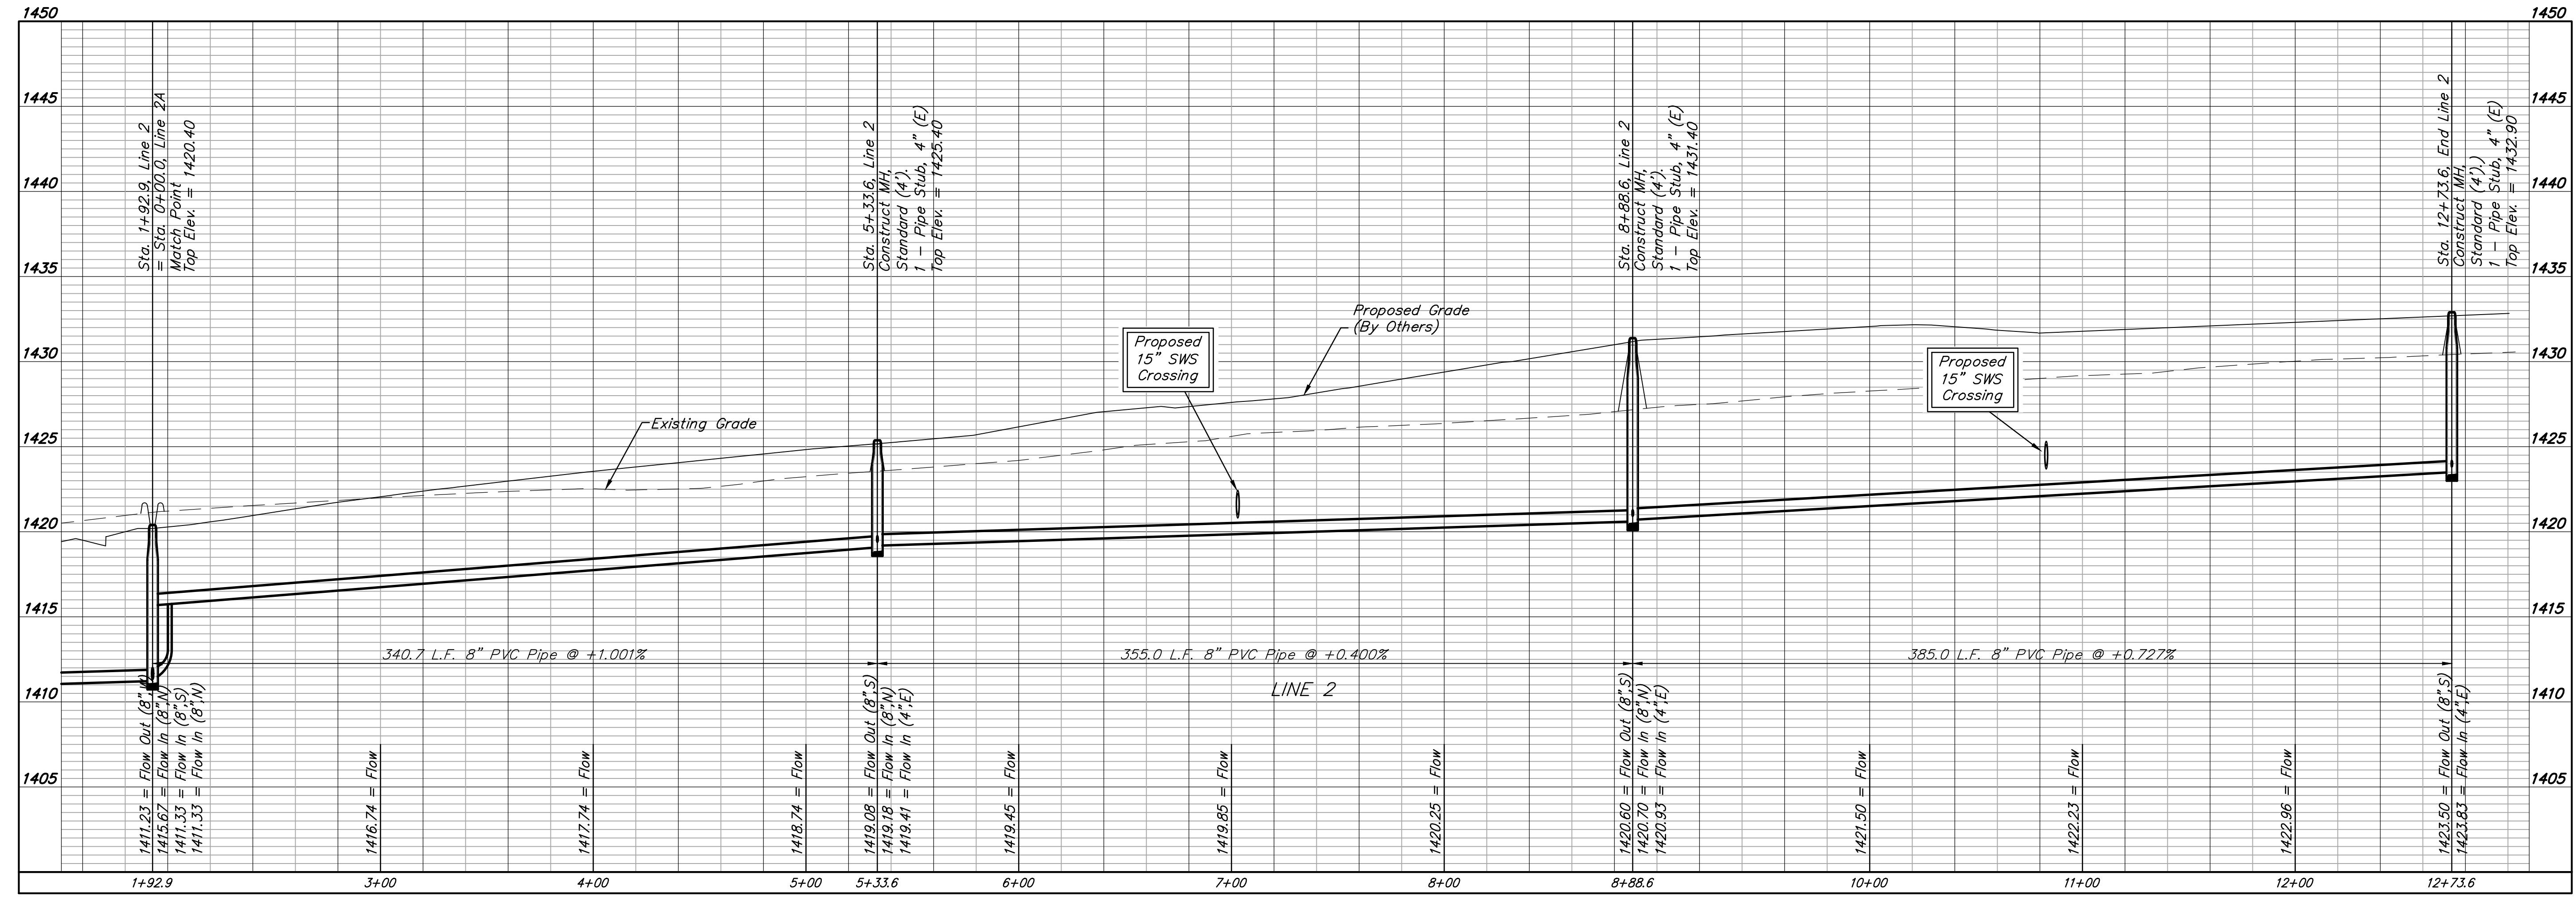 1450
1450
1445
1445
1440
1440
1435
1435
1430
1430
1425
1425
1420
1420
1415
1415
1410
1410
1405
1405
Sta. 1+92.9, Line 2
= Sta. 0+00.0, Line 2A
Match Point
Top Elev. = 1420.40
Sta. 5+33.6, Line 2
Construct MH,
Standard (4').
1 - Pipe Stub, 4" (E)
Top Elev. = 1425.40
Sta. 8+88.6, Line 2
Construct MH,
Standard (4').
1 - Pipe Stub, 4" (E)
Top Elev. = 1431.40
Sta. 12+73.6, End Line 2
Construct MH,
Standard (4').)
1 - Pipe Stub, 4" (E)
Top Elev. = 1432.90
Proposed Grade
(By Others)
Proposed
15" SWS
Crossing
Proposed
15" SWS
Crossing
Existing Grade
340.7 L.F. 8" PVC Pipe @ +1.001%
355.0 L.F. 8" PVC Pipe @ +0.400%
385.0 L.F. 8" PVC Pipe @ +0.727%
LINE 2
1411.23 = Flow Out (8",
1415.67 = Flow In (8",N)
1411.33 = Flow In (8",S)
1411.33 = Flow In (8",N)
1416.74 = Flow
1417.74 = Flow
1418.74 = Flow
1419.08 = Flow Out (8",S)
1419.18 = Flow In (8",N)
1419.41 = Flow In (4",E)
1419.45 = Flow
1419.85 = Flow
1420.25 = Flow
1420.60 = Flow Out (8",S)
1420.70 = Flow In (8",N)
1420.93 = Flow In (4",E)
1421.50 = Flow
1422.23 = Flow
1422.96 = Flow
1423.50 = Flow Out (8",S)
1423.83 = Flow In (4",E)
1+92.9
3+00
4+00
5+00
5+33.6
6+00
7+00
8+00
8+88.6
10+00
11+00
12+00
12+73.6